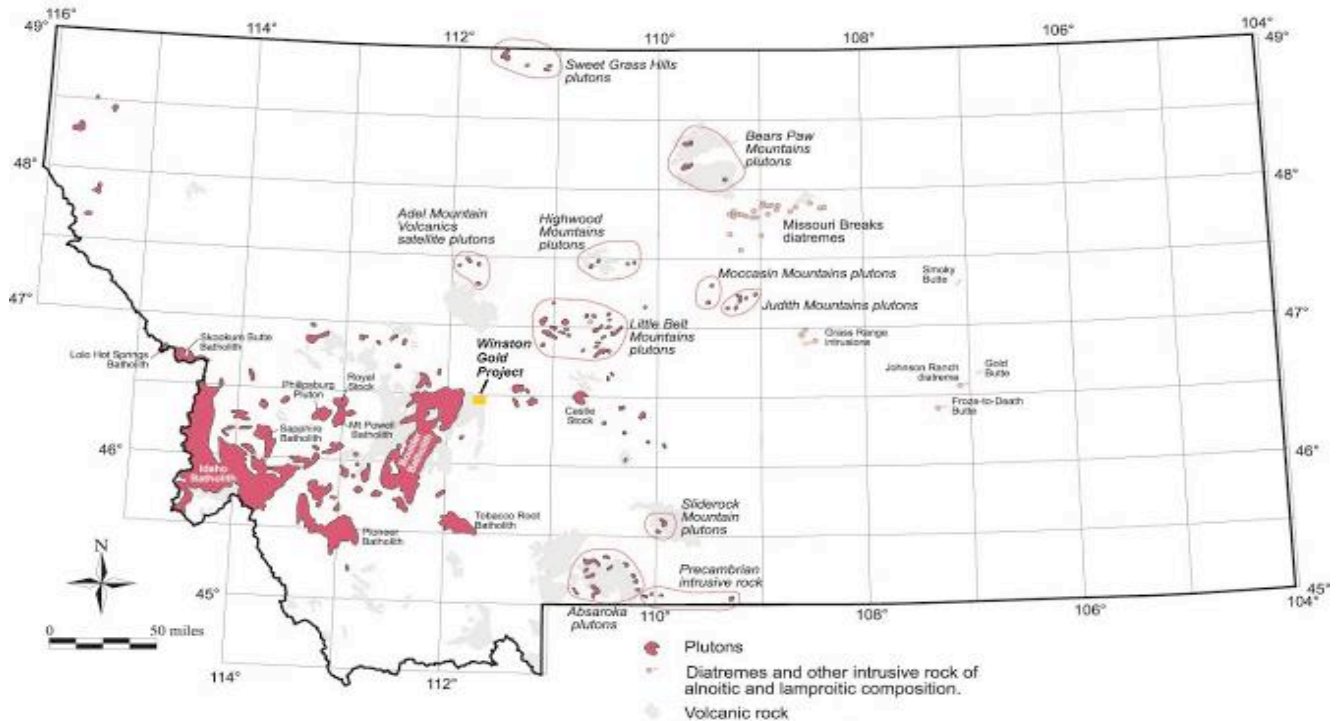 116°
114°
112°
110°
108°
106°
104°
49°
49°
Sweet Grass Hills
plutons
Bears Paw
Mountains
plutons
48°
48°
Adel Mountain
Volcanics
satellite plutons
Highwood
Mountains
plutons
Missouri Breaks
diatremes
Moccasin Mountains plutons
Smoky
Butte
Judith Mountains plutons
47°
47°
Skookum Butte
Batholith
Lolo Hot Springs
Batholith
Little Belt
Mountains
plutons
Grass Range
Intrusions
Winston
Gold
Project
Philipsburg
Pluton
Royal
Stock
Johnson Ranch
diatreme
Gold
Butte
Castle
Stock
Froze-to-Death
Butte
Mt Powell
Batholith
Sapphire
Batholith
46°
46°
Boulder
Batholith
Idaho
Batholith
Sliderock
Mountain
plutons
Tobacco Root
Batholith
Pioneer
Batholith
N
Precambrian
intrusive rock
45°
45°
Absaroka
plutons
110°
108°
106°
104°
0 50 miles
114°
112°
Plutons
Diatremes and other intrusive rock of
alnoitic and lamproitic composition.
Volcanic rock